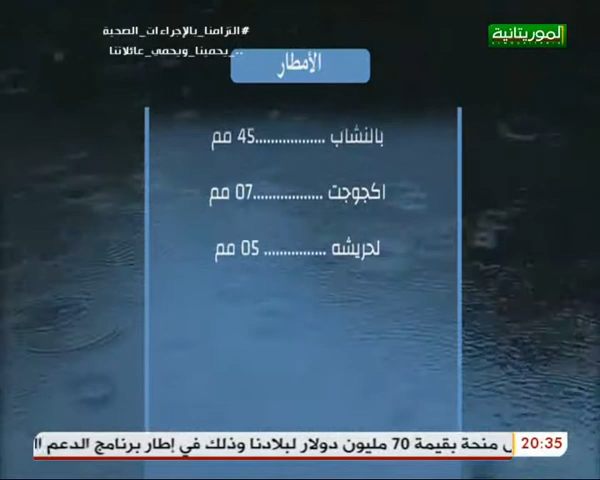 #التزامنا_بالإجراءات_الصحية
.._يحمينا_ويحمي_عائلاتنا
الموريتانية
الأمطار
بالنشاب ..................45 مم
اكجوجت ..................07 مم
لحريشه ................ 05 مم
20:35
منحة بقيمة 70 مليون دولار لبلادنا وذلك في إطار برنامج الدعم